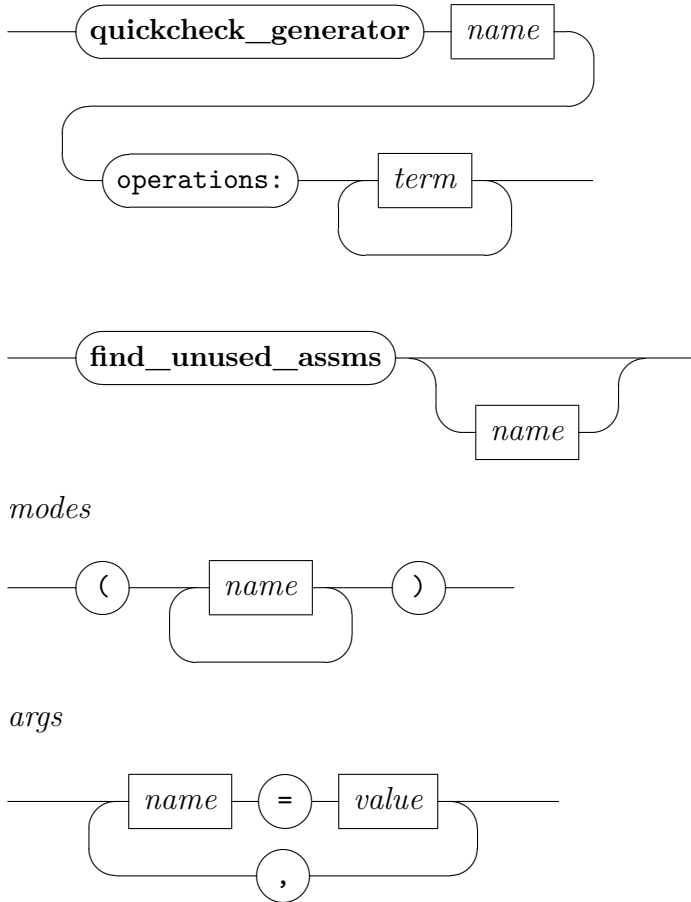 quickcheck_generator name
operations: term
find_unused_assms
name
modes
( name )
args
name = value
,